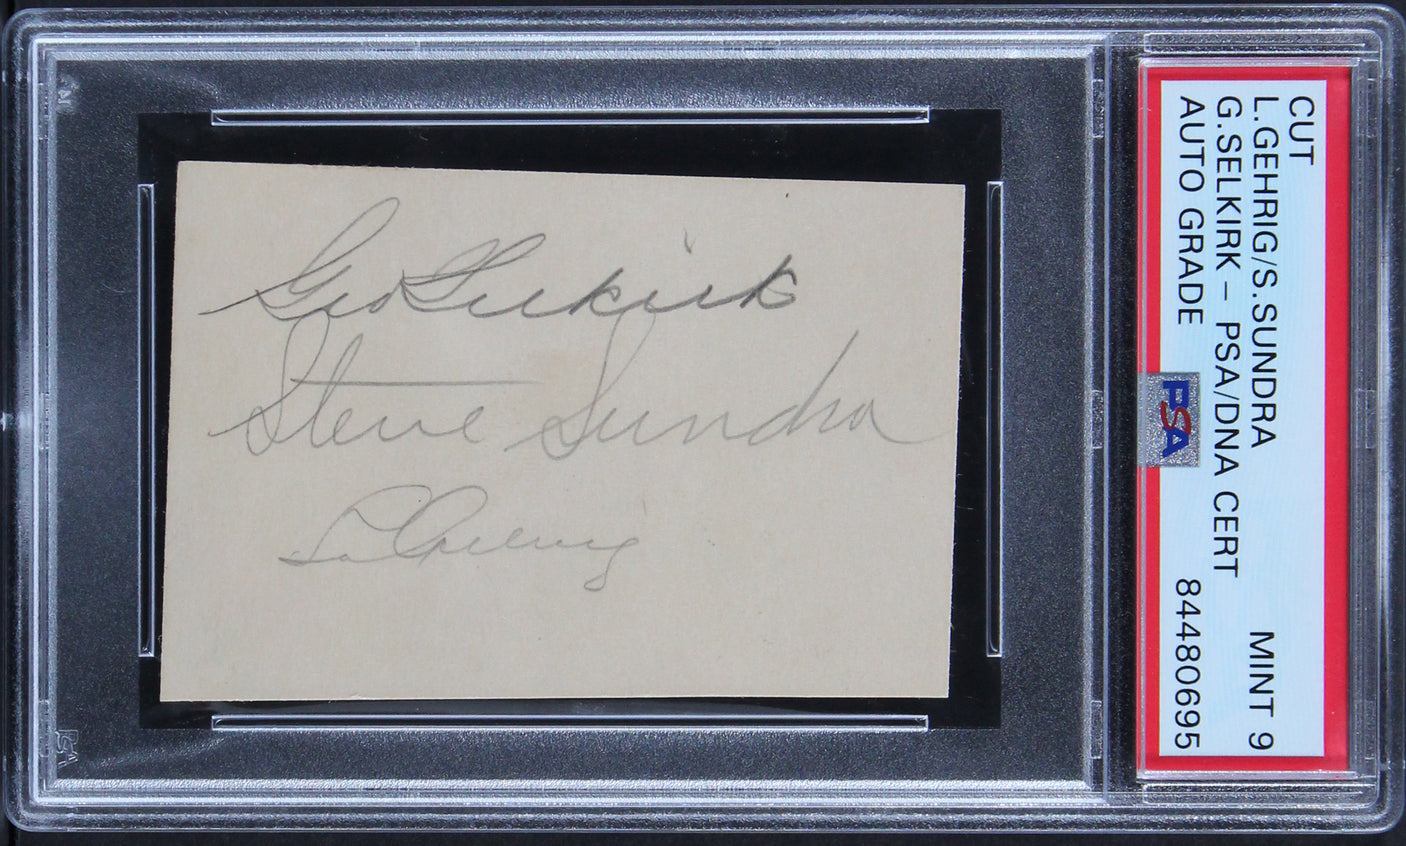 Geo Selkirk
Steve Sundra
Lou Gehrig
CUT
L.GEHRIG/S.SUNDRA MINT 9
G.SELKIRK – PSA/DNA CERT
AUTO GRADE 84480695
PSA
PSA